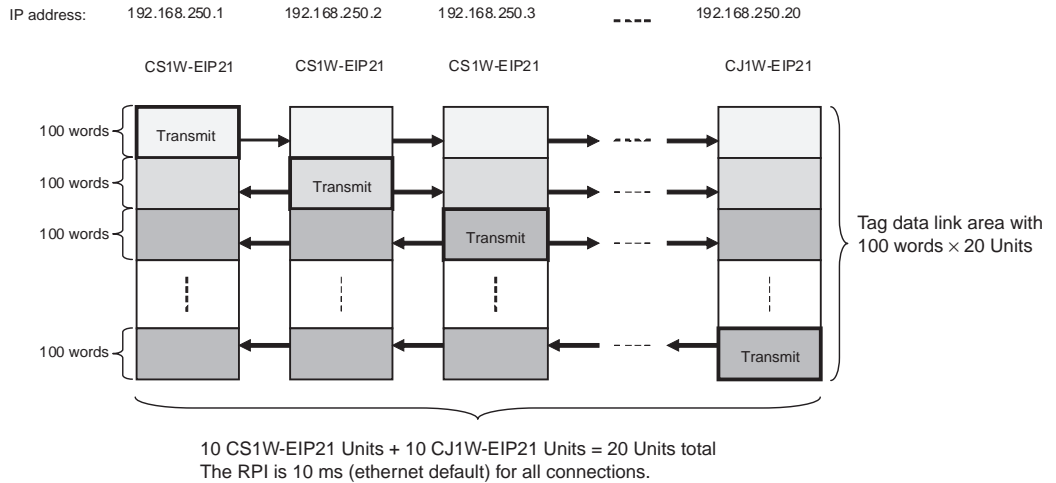 IP address: 192.168.250.1 192.168.250.2 192.168.250.3 192.168.250.20
CS1W-EIP21 CS1W-EIP21 CS1W-EIP21 CJ1W-EIP21
100 words Transmit
100 words Transmit
100 words Transmit
Tag data link area with
100 words × 20 Units
100 words Transmit
10 CS1W-EIP21 Units + 10 CJ1W-EIP21 Units = 20 Units total
The RPI is 10 ms (ethernet default) for all connections.